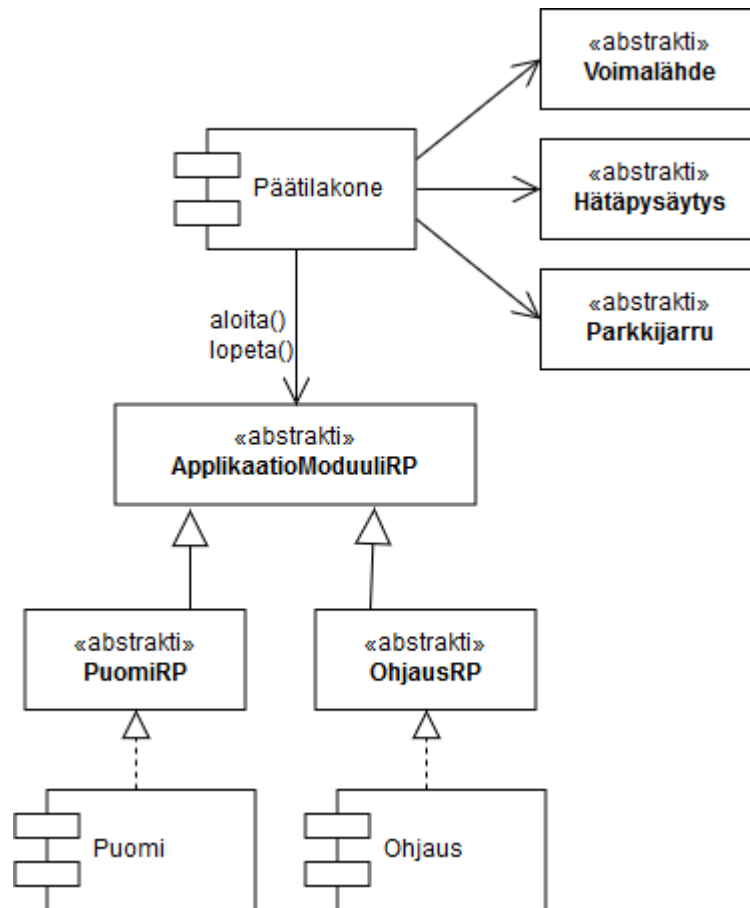 «abstrakti»
Voimalähde
Päätilakone
«abstrakti»
Hätäpysäytys
«abstrakti»
Parkkijarru
aloita()
lopeta()
«abstrakti»
ApplikaatioModuuliRP
«abstrakti»
PuomiRP
«abstrakti»
OhjausRP
Puomi
Ohjaus